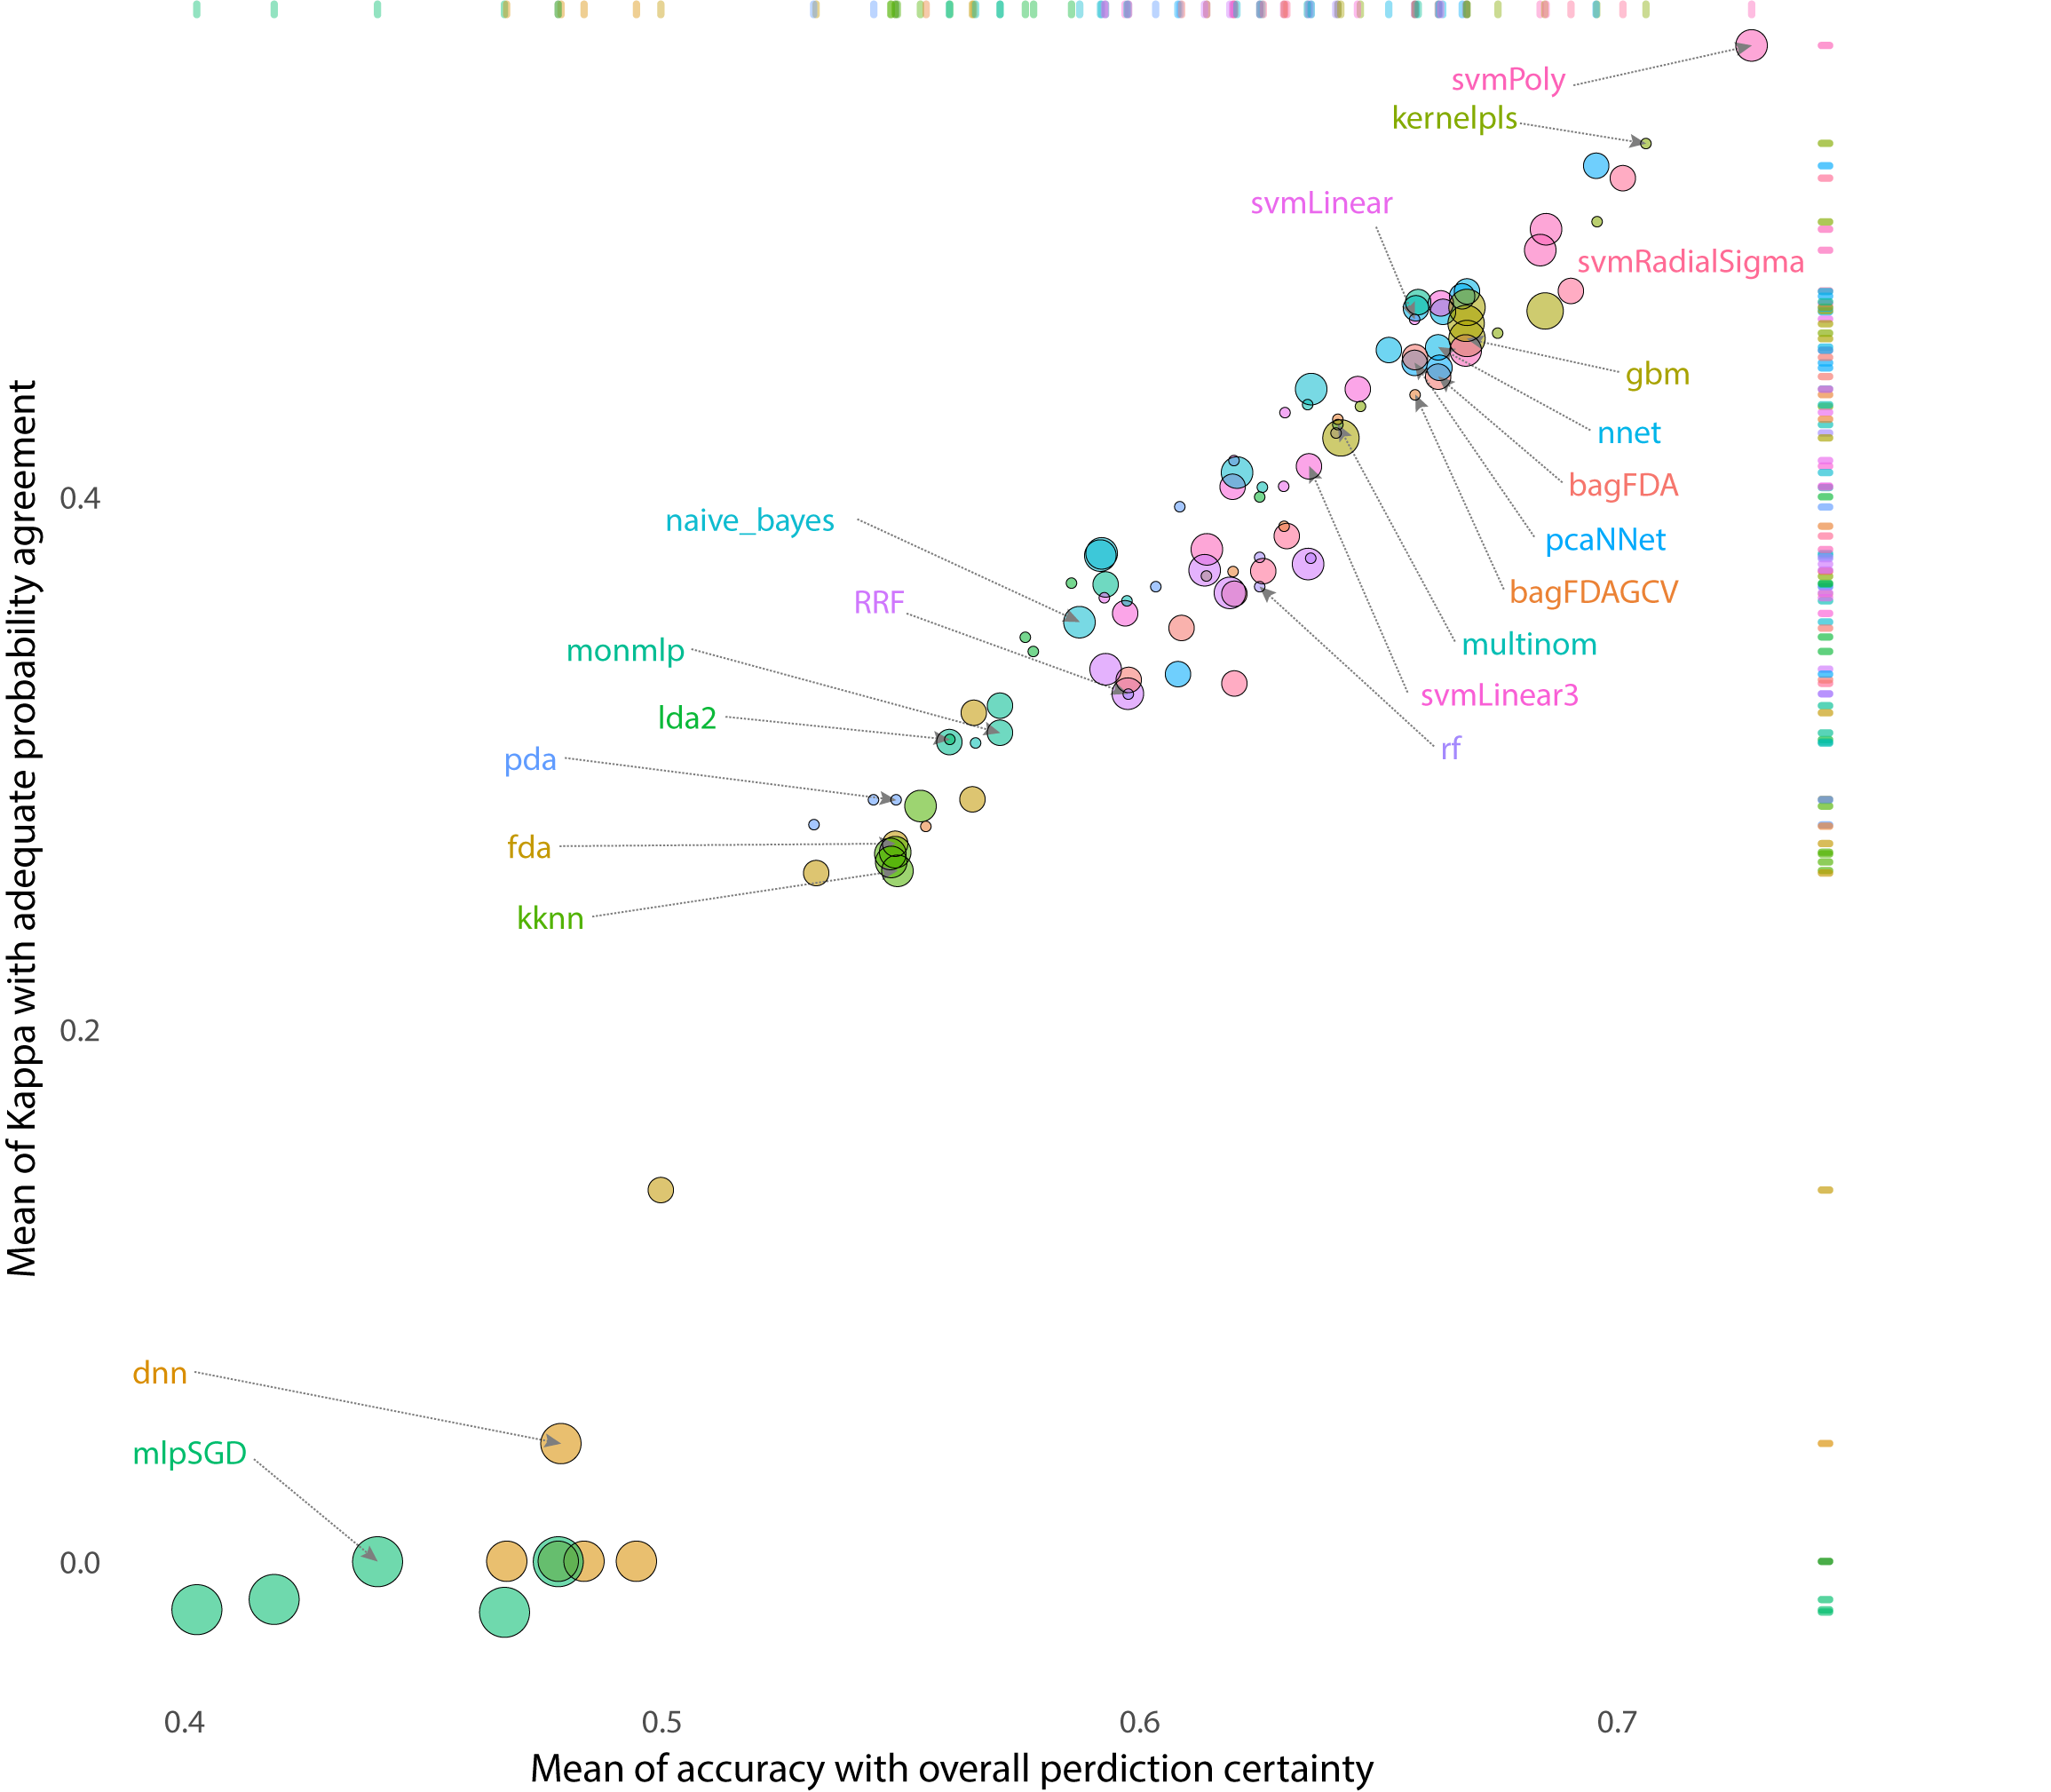 svmPoly
kernelpls
svmLinear
svmRadialSigma
gbm
nnet
bagFDA
naive_bayes
pcaNNet
RRF
bagFDAGCV
monmlp
multinom
svmLinear3
lda2
rf
pda
fda
kknn
dnn
mlpSGD
0.4
0.2
0.0
Mean of Kappa with adequate probability agreement
0.4 0.5 0.6 0.7
Mean of accuracy with overall perdiction certainty